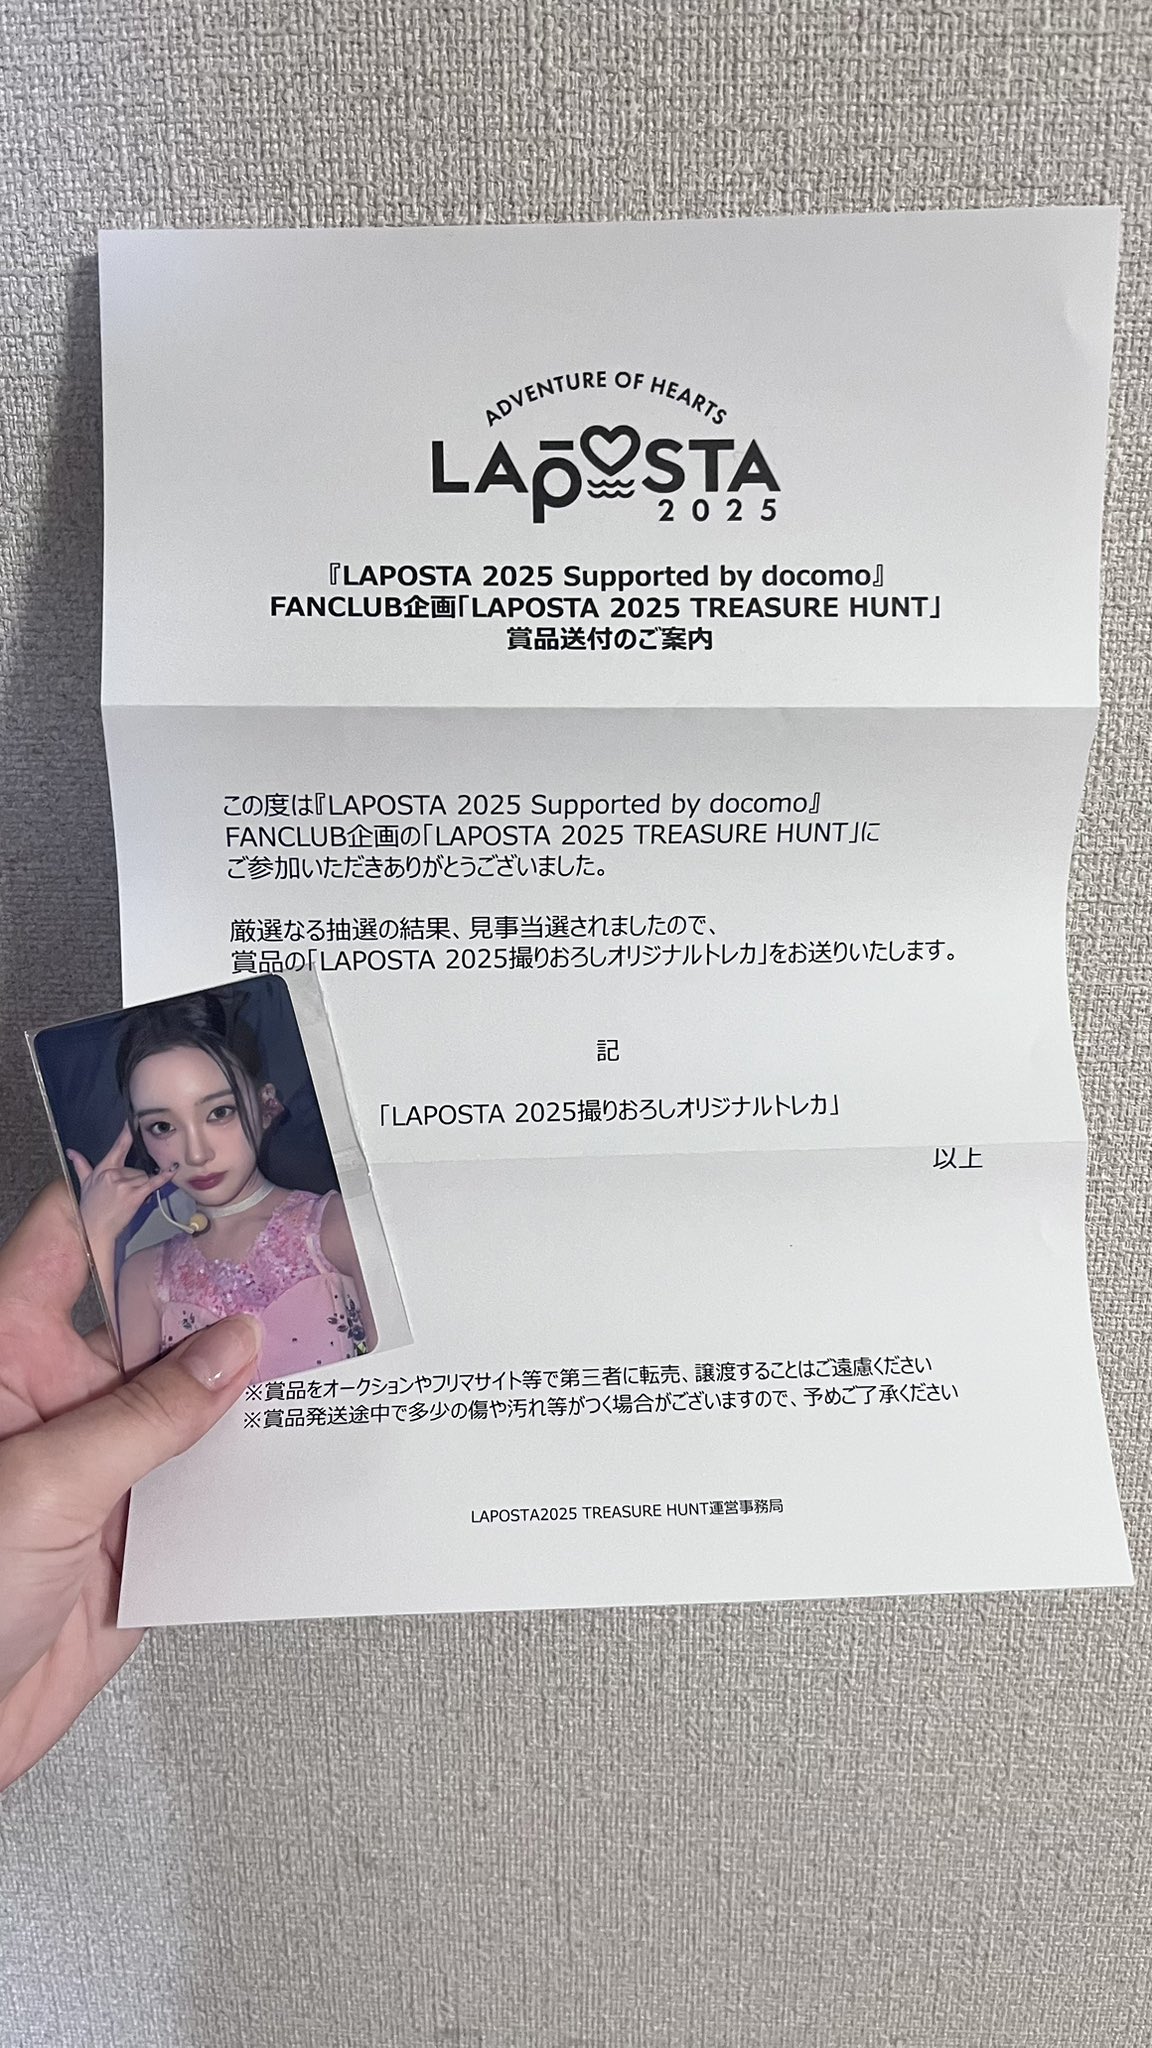 ADVENTURE OF HEARTS
LAPOSTA
2025
『LAPOSTA 2025 Supported by docomo』
FANCLUB企画「LAPOSTA 2025 TREASURE HUNT」
賞品送付のご案内
この度は『LAPOSTA 2025 Supported by docomo』
FANCLUB企画の「LAPOSTA 2025 TREASURE HUNT」に
ご参加いただきありがとうございました。
厳選なる抽選の結果、見事当選されましたので、
賞品の「LAPOSTA 2025撮りおろしオリジナルトレカ」をお送りいたします。
記
「LAPOSTA 2025撮りおろしオリジナルトレカ」
以上
※賞品をオークションやフリマサイト等で第三者に転売、譲渡することはご遠慮ください
※賞品発送途中で多少の傷や汚れ等がつく場合がございますので、予めご了承ください
LAPOSTA2025 TREASURE HUNT運営事務局